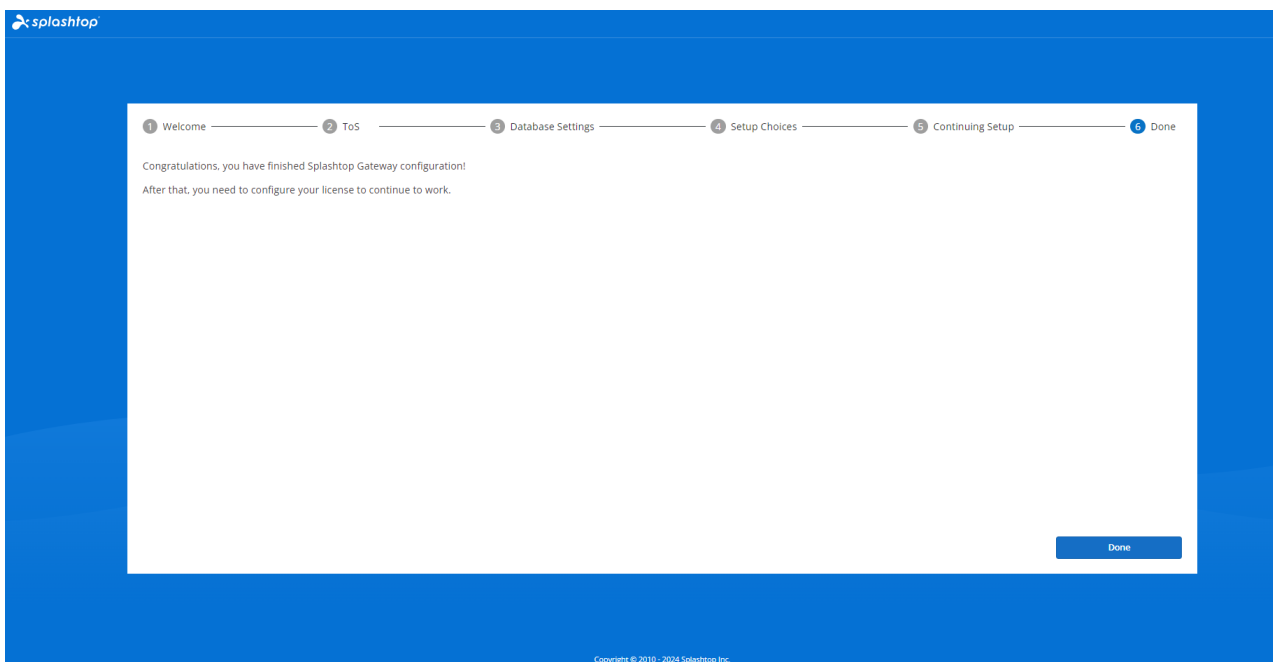 splashtop
1 Welcome 2 ToS 3 Database Settings 4 Setup Choices 5 Continuing Setup 6 Done
Congratulations, you have finished Splashtop Gateway configuration!
After that, you need to configure your license to continue to work.
Done
Copyright © 2010 - 2024 Splashtop Inc.